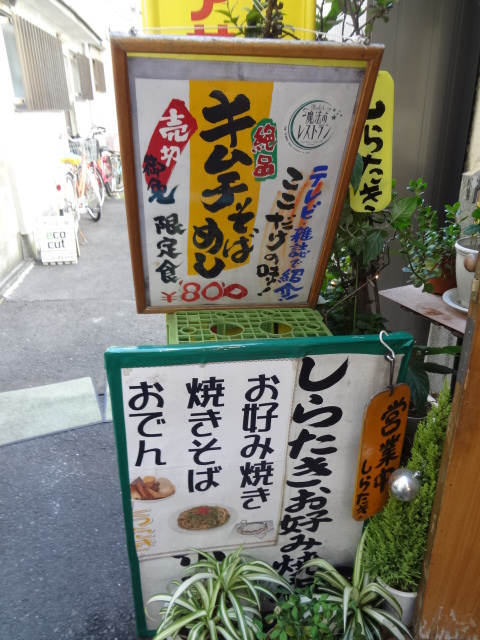 魔法の
レストラン
絶品
キムチそばめし
売切
御免
限定食
¥800
テレビ・雑誌で紹介!
ここだけの味!
しらたき
eco
cut
しらたき、お好み焼
お好み焼き
焼きそば
おでん
営業中
しらたき